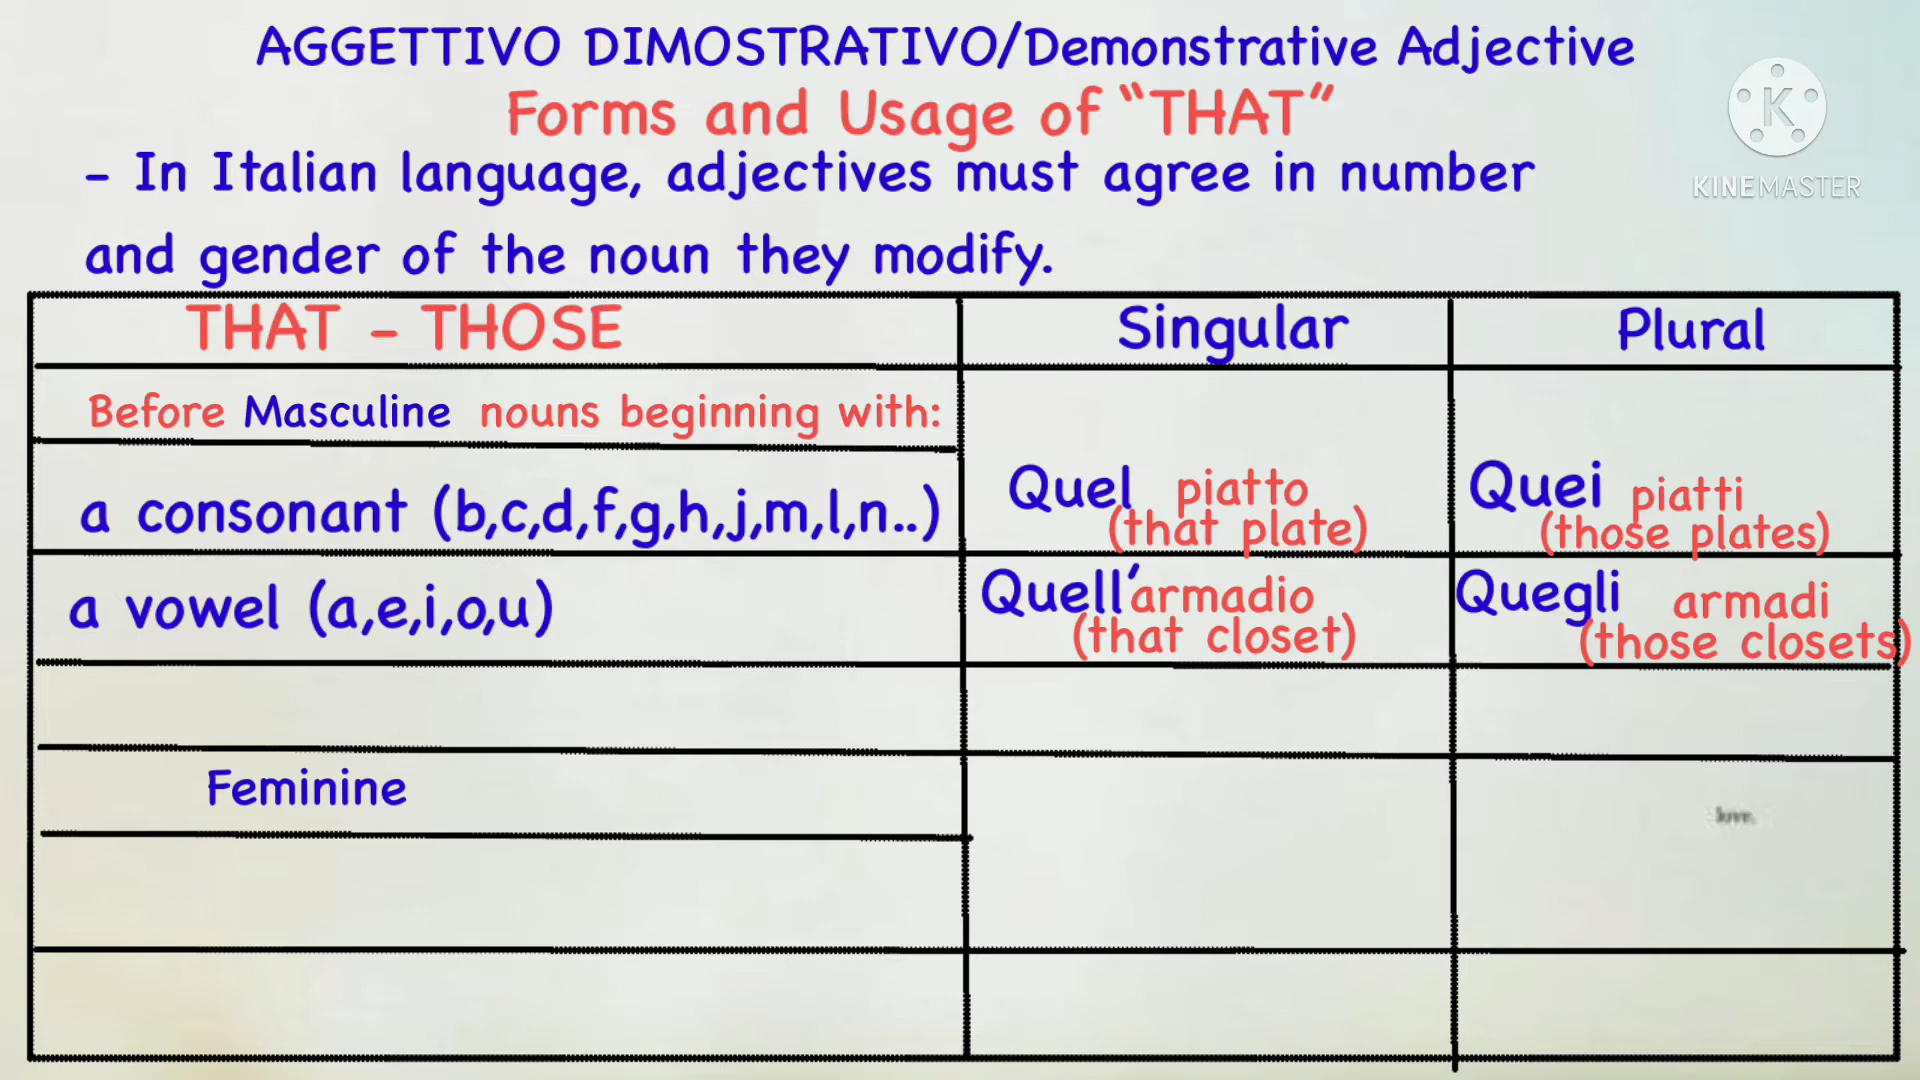 AGGETTIVO DIMOSTRATIVO/Demonstrative Adjective
Forms and Usage of “THAT”
- In Italian language, adjectives must agree in number
and gender of the noun they modify.
KINEMASTER
THAT - THOSE Singular Plural
Before Masculine nouns beginning with:
a consonant (b,c,d,f,g,h,j,m,l,n..) Quel piatto Quei piatti
(that plate) (those plates)
a vowel (a,e,i,o,u) Quell'armadio Quegli armadi
(that closet) (those closets)
Feminine